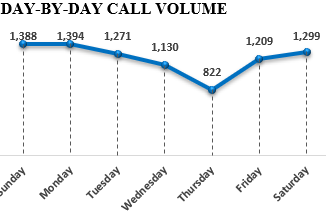 DAY-BY-DAY CALL VOLUME
1,388 1,394 1,271 1,130 822 1,209 1,299
Sunday Monday Tuesday Wednesday Thursday Friday Saturday